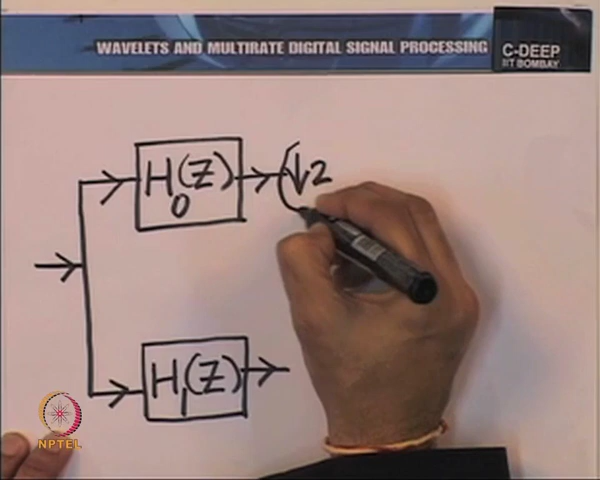 WAVELETS AND MULTIRATE DIGITAL SIGNAL PROCESSING
C-DEEP
IIT BOMBAY
H₀(Z)
↓2
H₁(Z)
NPTEL